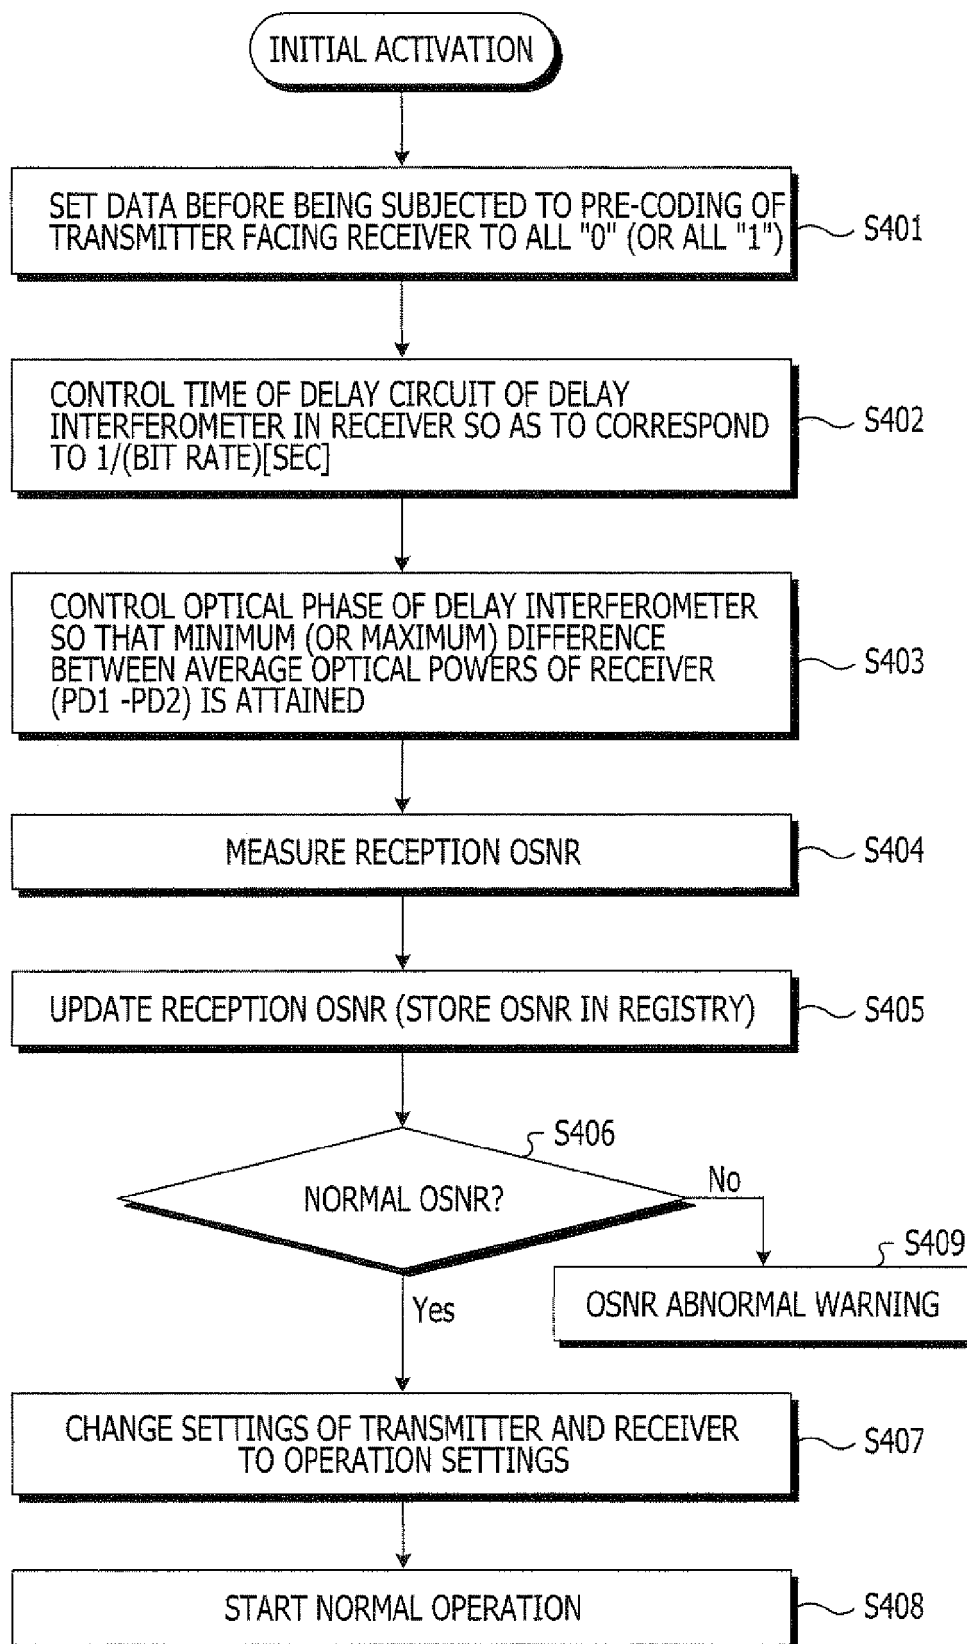 INITIAL ACTIVATION
SET DATA BEFORE BEING SUBJECTED TO PRE-CODING OF
TRANSMITTER FACING RECEIVER TO ALL "0" (OR ALL "1")
S401
CONTROL TIME OF DELAY CIRCUIT OF DELAY
INTERFEROMETER IN RECEIVER SO AS TO CORRESPOND
TO 1/(BIT RATE)[SEC]
S402
CONTROL OPTICAL PHASE OF DELAY INTERFEROMETER
SO THAT MINIMUM (OR MAXIMUM) DIFFERENCE
BETWEEN AVERAGE OPTICAL POWERS OF RECEIVER
(PD1 -PD2) IS ATTAINED
S403
MEASURE RECEPTION OSNR
S404
UPDATE RECEPTION OSNR (STORE OSNR IN REGISTRY)
S405
S406
NORMAL OSNR?
No
S409
OSNR ABNORMAL WARNING
Yes
CHANGE SETTINGS OF TRANSMITTER AND RECEIVER
TO OPERATION SETTINGS
S407
START NORMAL OPERATION
S408